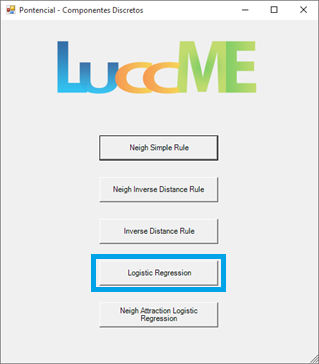 Pontencial - Componentes Discretos
LuccME
Neigh Simple Rule
Neigh Inverse Distance Rule
Inverse Distance Rule
Logistic Regression
Neigh Attraction Logistic
Regression